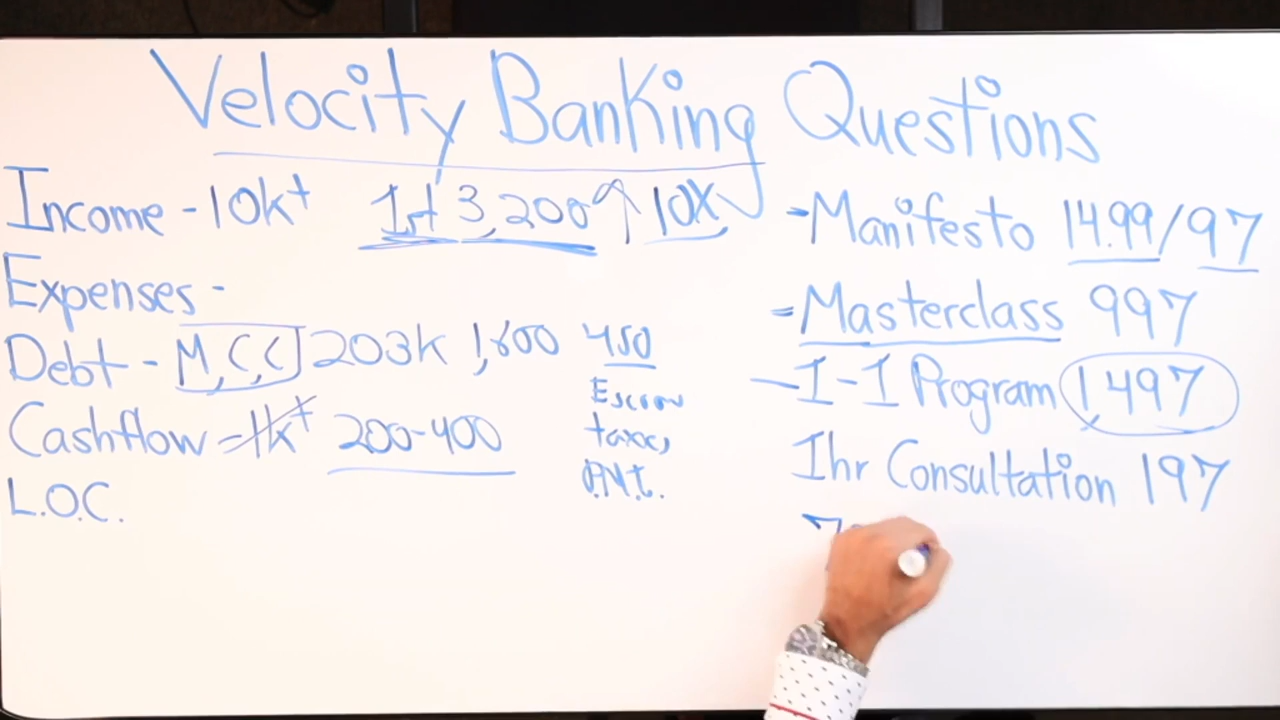 Velocity Banking Questions
Income - 10k+ 1st 3,200 10X
Expenses -
Debt - M, C, C 203k 1,600 450
Escrow
taxes,
P.M.I.
Cashflow = 1k+ 200-400
L.O.C.
- Manifesto 14.99/97
= Masterclass 997
- 1-1 Program 1,497
1hr Consultation 197